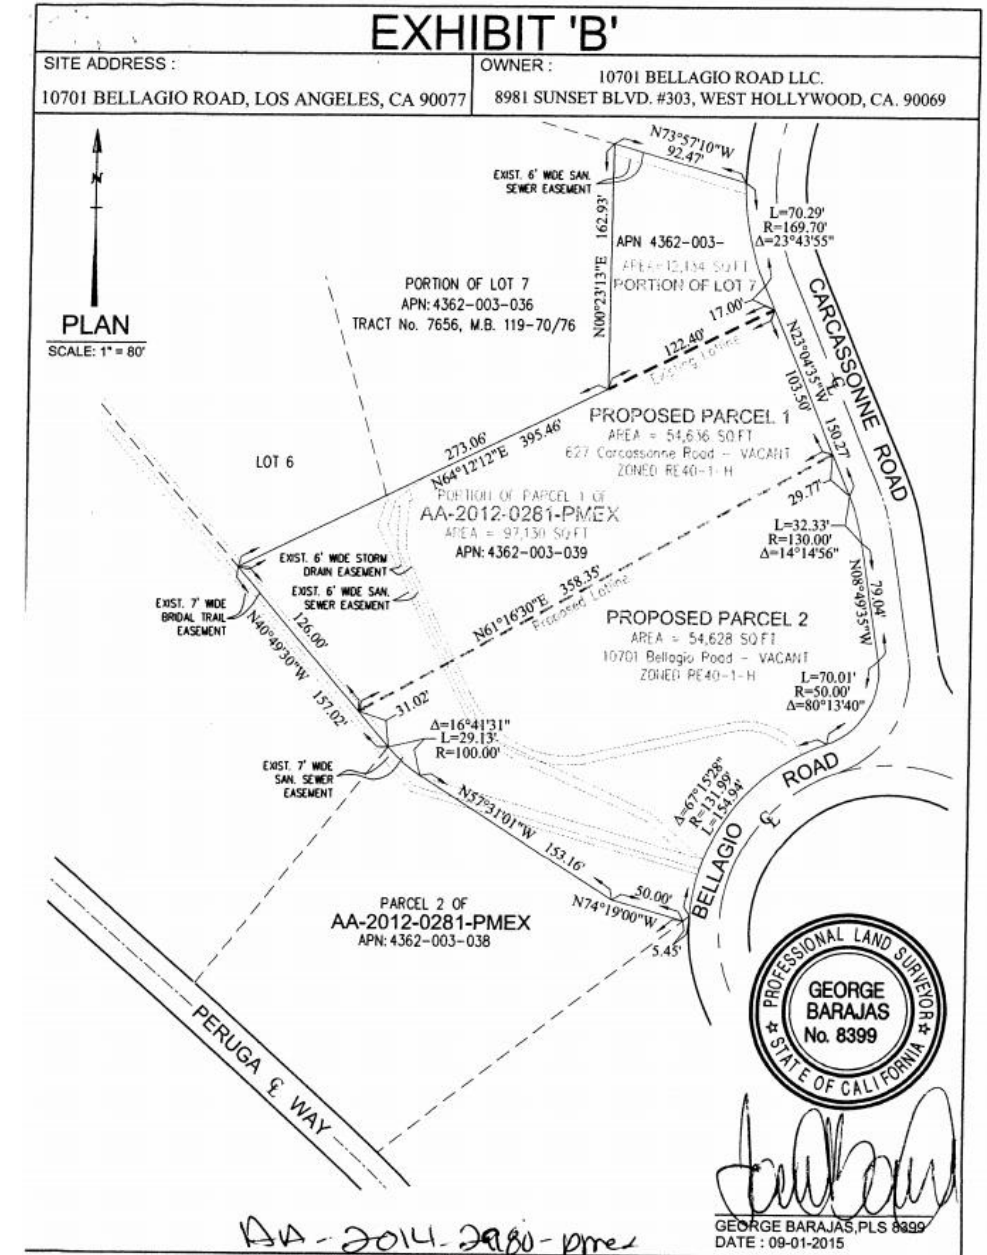 EXHIBIT 'B'
SITE ADDRESS :
10701 BELLAGIO ROAD, LOS ANGELES, CA 90077
OWNER :
10701 BELLAGIO ROAD LLC.
8981 SUNSET BLVD. #303, WEST HOLLYWOOD, CA. 90069
N
PLAN
SCALE: 1" = 80'
N73°57'10"W
92.47'
EXIST. 6' WIDE SAN.
SEWER EASEMENT
N00°23'13"E 162.93'
L=70.29'
R=169.70'
Δ=23°43'55"
APN 4362-003-
AREA=12,134 SQ FT
PORTION OF LOT 7
PORTION OF LOT 7
APN: 4362-003-036
TRACT No. 7656, M.B. 119-70/76
17.00'
122.40'
Existing Lotline
CARCASSONNE ROAD
℄
N23°04'35"W
103.50'
150.27'
PROPOSED PARCEL 1
AREA = 54,636 SQ.FT
627 Carcassonne Road - VACANT
ZONED RE40-1-H
LOT 6
273.06'
N64°12'12"E 395.46'
PORTION OF PARCEL 1 OF
AA-2012-0281-PMEX
AREA = 97,130 SQ.FT
APN: 4362-003-039
29.77'
L=32.33'
R=130.00'
Δ=14°14'56"
EXIST. 6' WIDE STORM
DRAIN EASEMENT
EXIST. 6' WIDE SAN.
SEWER EASEMENT
EXIST. 7' WIDE
BRIDAL TRAIL
EASEMENT
N61°16'30"E 358.35'
Proposed Lotline
N08°49'35"W
79.04'
126.00'
N40°49'30"W 157.02'
PROPOSED PARCEL 2
AREA = 54,628 SQ FT
10701 Bellagio Road - VACANT
ZONED RE40-1-H
L=70.01'
R=50.00'
Δ=80°13'40"
31.02'
Δ=16°41'31"
L=29.13'
R=100.00'
EXIST. 7' WIDE
SAN. SEWER
EASEMENT
Δ=67°15'28"
R=131.99'
L=154.94'
BELLAGIO ℄ ROAD
N57°31'01"W
153.16'
50.00'
N74°19'00"W
5.45'
PARCEL 2 OF
AA-2012-0281-PMEX
APN: 4362-003-038
PERUGA ℄ WAY
PROFESSIONAL LAND SURVEYOR
GEORGE
BARAJAS
No. 8399
STATE OF CALIFORNIA
GEORGE BARAJAS,PLS 8399
DATE : 09-01-2015
AA - 2014 - 2980 - pmex